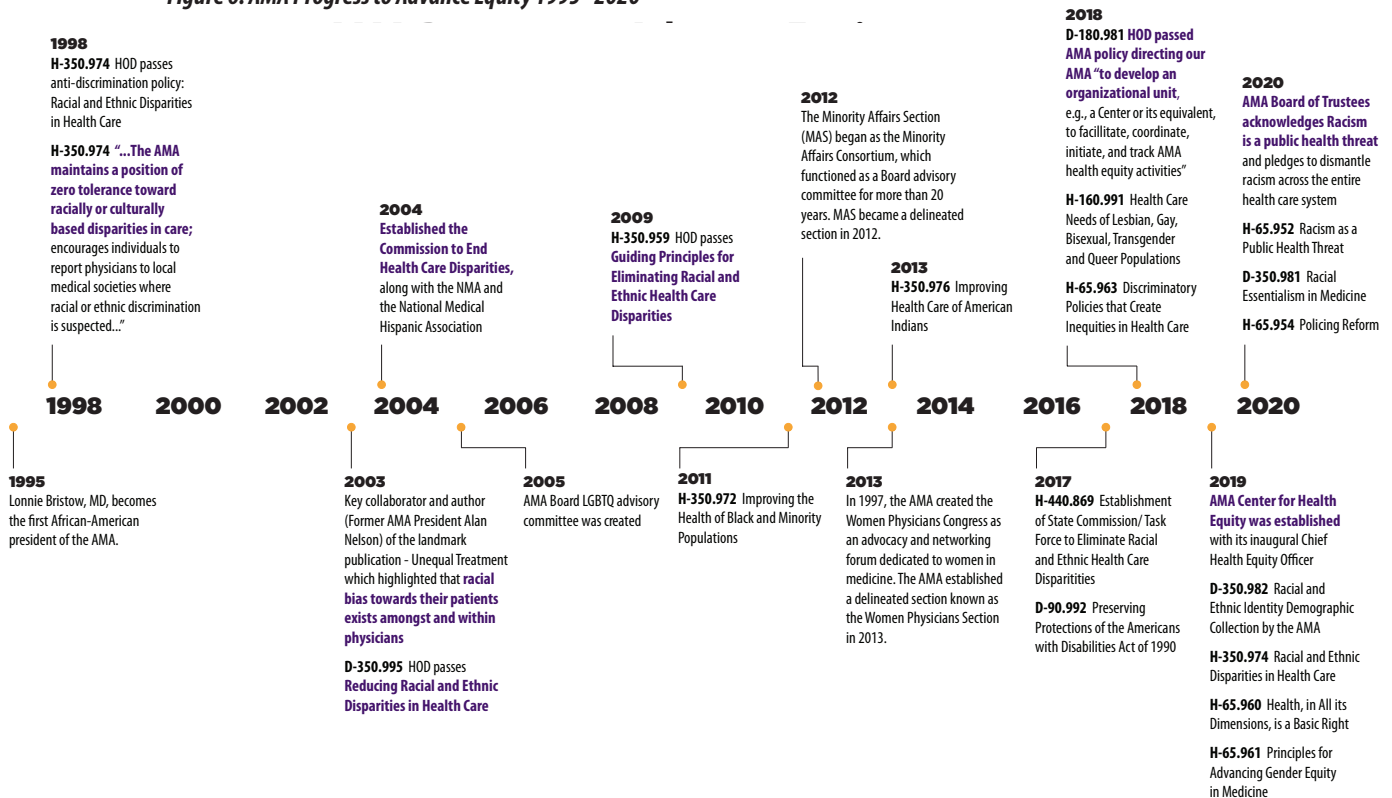 Figure 6. AMA Progress to Advance Equity 1995 - 2020
1998
H-350.974 HOD passes
anti-discrimination policy:
Racial and Ethnic Disparities
in Health Care
H-350.974 “...The AMA
maintains a position of
zero tolerance toward
racially or culturally
based disparities in care;
encourages individuals to
report physicians to local
medical societies where
racial or ethnic discrimination
is suspected...”
2004
Established the
Commission to End
Health Care Disparities,
along with the NMA and
the National Medical
Hispanic Association
2009
H-350.959 HOD passes
Guiding Principles for
Eliminating Racial and
Ethnic Health Care
Disparities
2012
The Minority Affairs Section
(MAS) began as the Minority
Affairs Consortium, which
functioned as a Board advisory
committee for more than 20
years. MAS became a delineated
section in 2012.
2013
H-350.976 Improving
Health Care of American
Indians
2018
D-180.981 HOD passed
AMA policy directing our
AMA “to develop an
organizational unit,
e.g., a Center or its equivalent,
to facillitate, coordinate,
initiate, and track AMA
health equity activities”
H-160.991 Health Care
Needs of Lesbian, Gay,
Bisexual, Transgender
and Queer Populations
H-65.963 Discriminatory
Policies that Create
Inequities in Health Care
2020
AMA Board of Trustees
acknowledges Racism
is a public health threat
and pledges to dismantle
racism across the entire
health care system
H-65.952 Racism as a
Public Health Threat
D-350.981 Racial
Essentialism in Medicine
H-65.954 Policing Reform
1998 2000 2002 2004 2006 2008 2010 2012 2014 2016 2018 2020
1995
Lonnie Bristow, MD, becomes
the first African-American
president of the AMA.
2003
Key collaborator and author
(Former AMA President Alan
Nelson) of the landmark
publication - Unequal Treatment
which highlighted that racial
bias towards their patients
exists amongst and within
physicians
D-350.995 HOD passes
Reducing Racial and Ethnic
Disparities in Health Care
2005
AMA Board LGBTQ advisory
committee was created
2011
H-350.972 Improving the
Health of Black and Minority
Populations
2013
In 1997, the AMA created the
Women Physicians Congress as
an advocacy and networking
forum dedicated to women in
medicine. The AMA established
a delineated section known as
the Women Physicians Section
in 2013.
2017
H-440.869 Establishment
of State Commission/ Task
Force to Eliminate Racial
and Ethnic Health Care
Disparitities
D-90.992 Preserving
Protections of the Americans
with Disabilities Act of 1990
2019
AMA Center for Health
Equity was established
with its inaugural Chief
Health Equity Officer
D-350.982 Racial and
Ethnic Identity Demographic
Collection by the AMA
H-350.974 Racial and Ethnic
Disparities in Health Care
H-65.960 Health, in All its
Dimensions, is a Basic Right
H-65.961 Principles for
Advancing Gender Equity
in Medicine